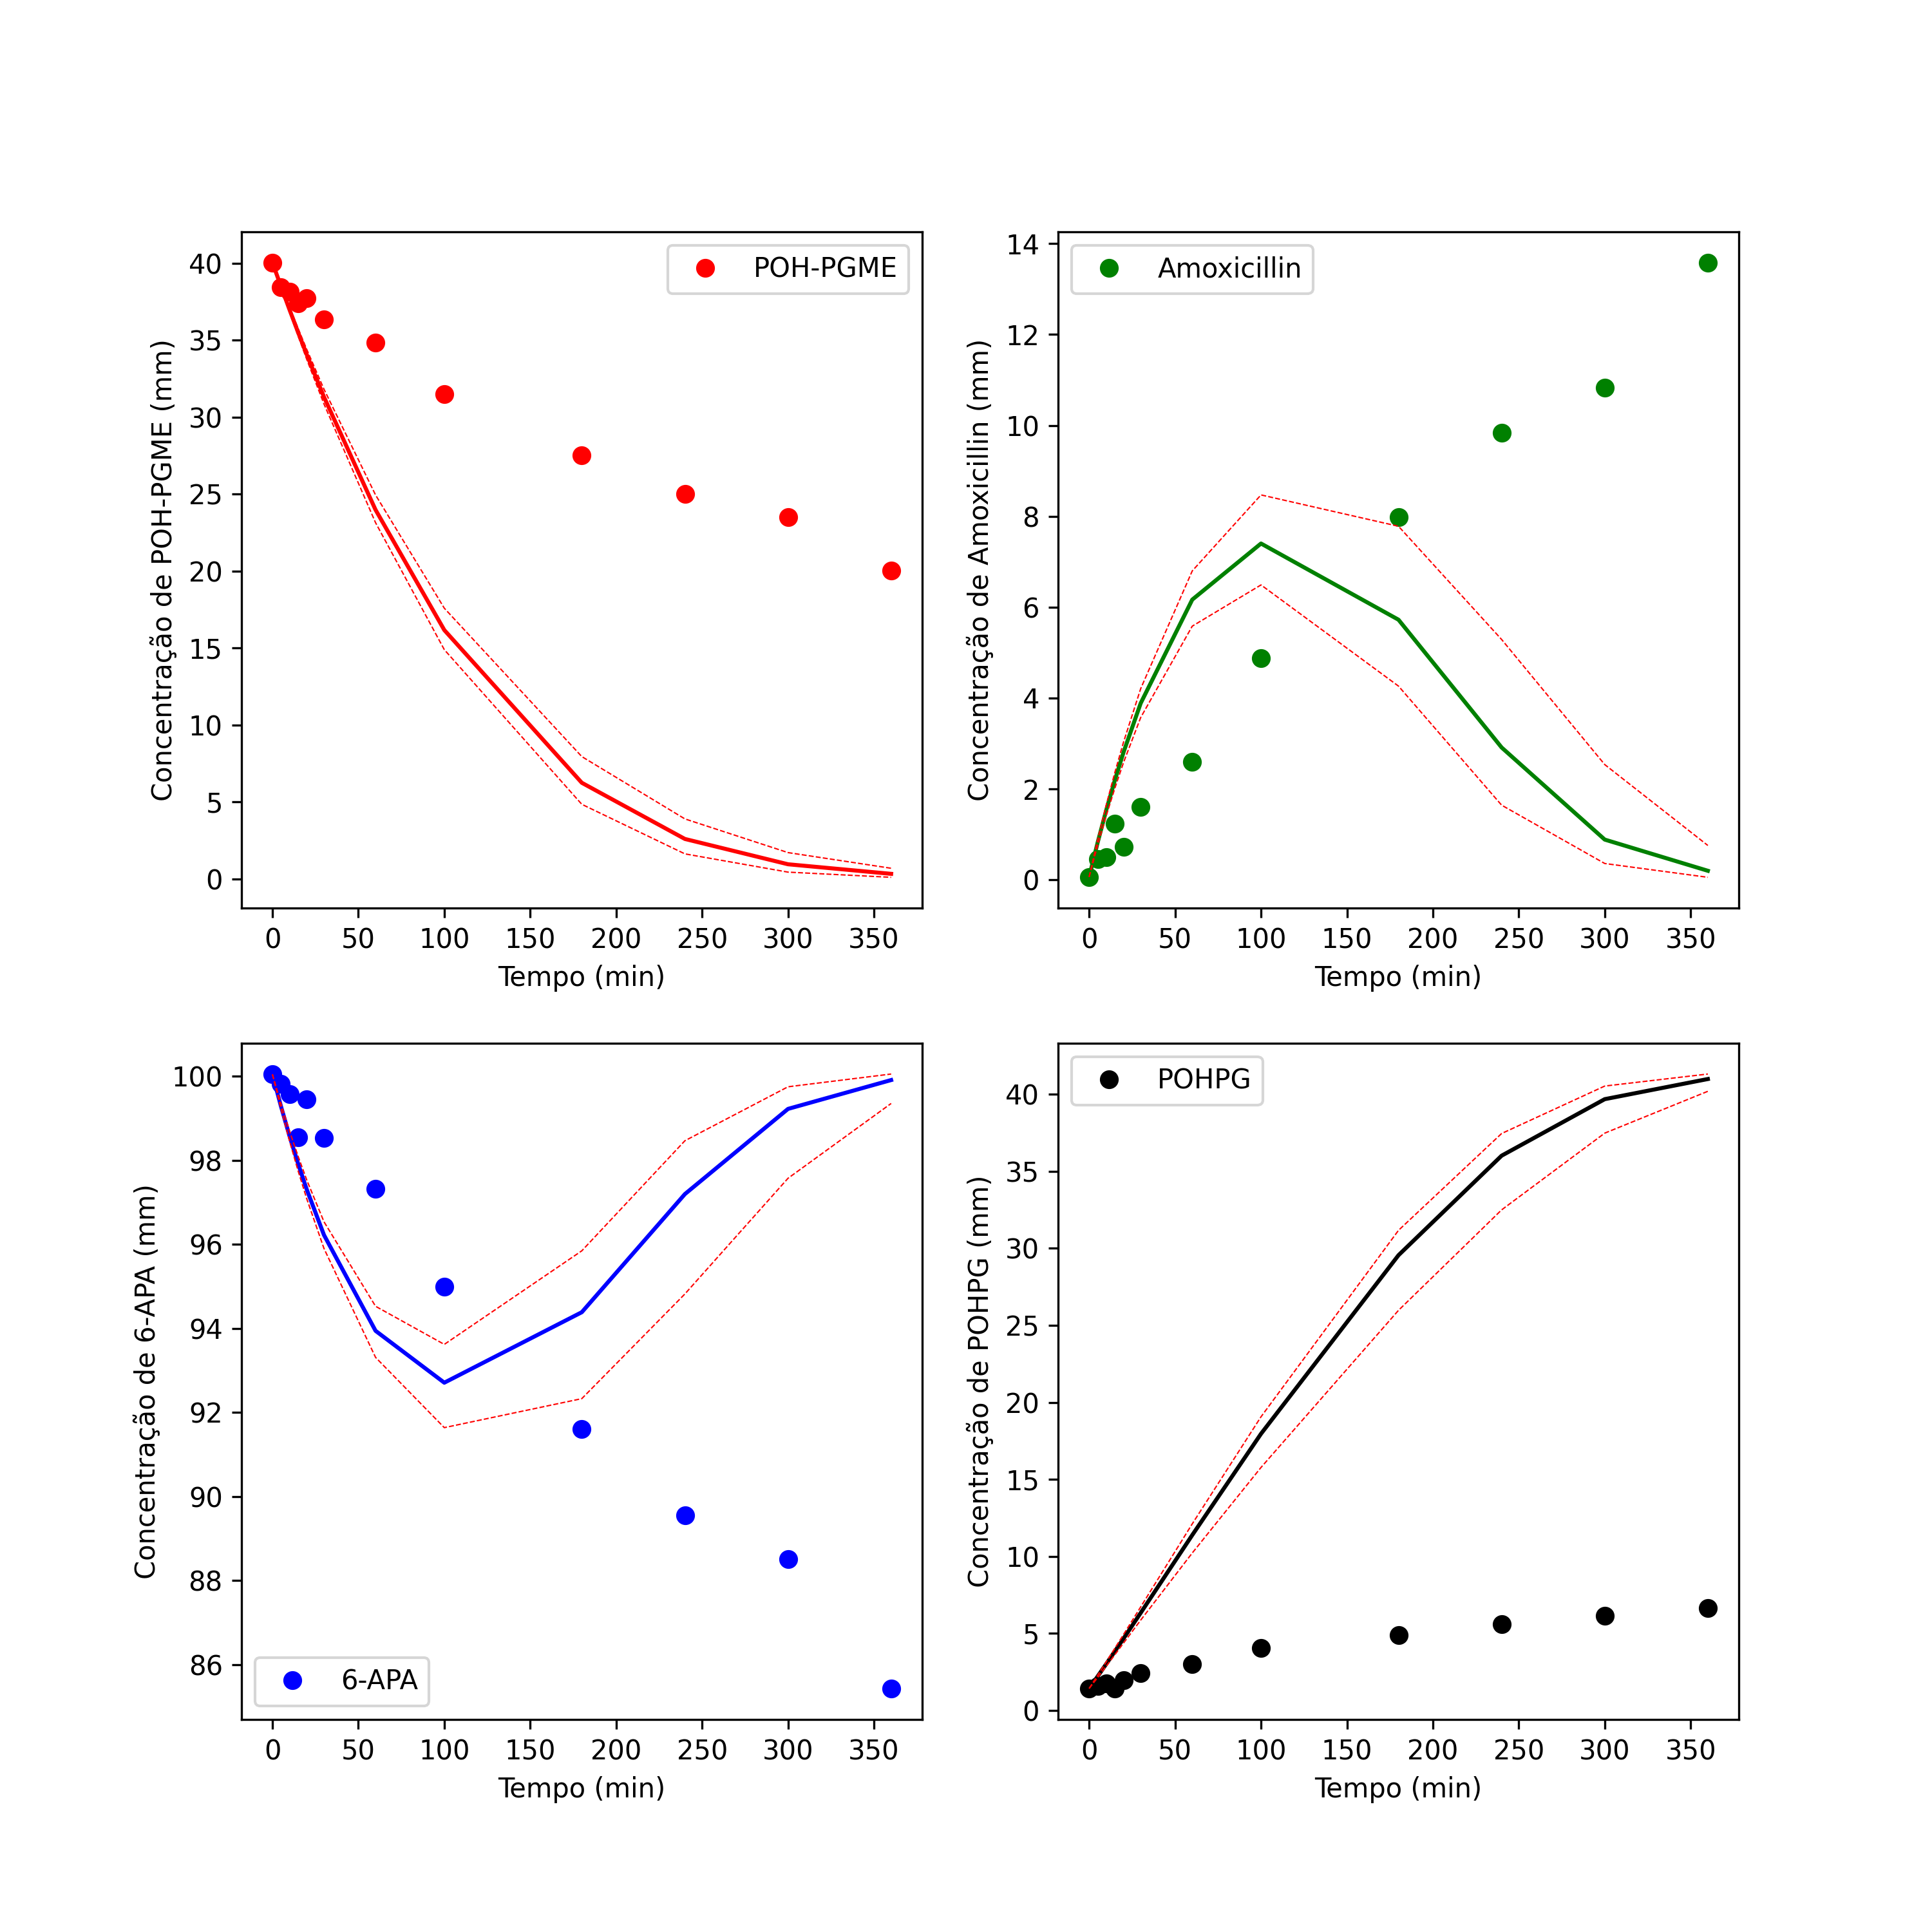 Concentração de POH-PGME (mm)
40
35
30
25
20
15
10
5
0
POH-PGME
0 50 100 150 200 250 300 350
Tempo (min)
Concentração de Amoxicillin (mm)
14
12
10
8
6
4
2
0
Amoxicillin
0 50 100 150 200 250 300 350
Tempo (min)
Concentração de 6-APA (mm)
100
98
96
94
92
90
88
86
6-APA
0 50 100 150 200 250 300 350
Tempo (min)
Concentração de POHPG (mm)
40
35
30
25
20
15
10
5
0
POHPG
0 50 100 150 200 250 300 350
Tempo (min)